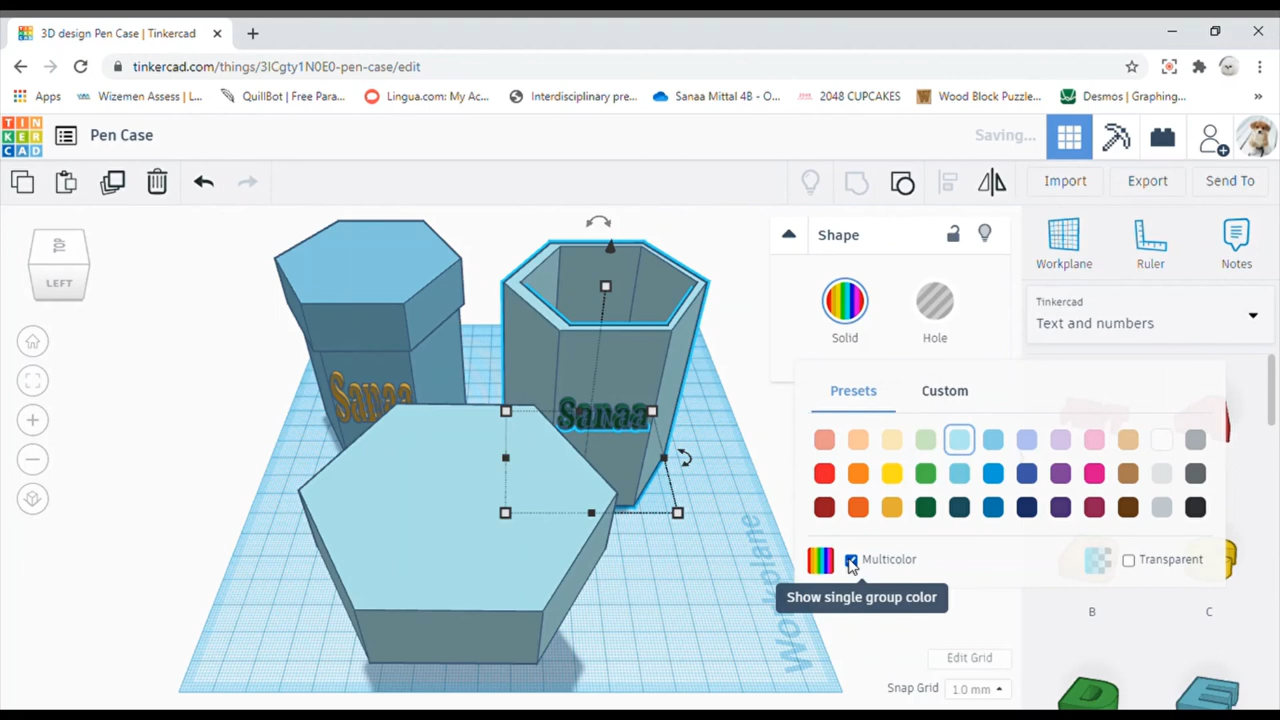 3D design Pen Case | Tinkercad
tinkercad.com/things/3ICgty1N0E0-pen-case/edit
Apps
Wizemen Assess | L...
QuillBot | Free Para...
Lingua.com: My Ac...
Interdisciplinary pre...
Sanaa Mittal 4B - O...
2048 CUPCAKES
Wood Block Puzzle...
Desmos | Graphing...
»
TIN
KER
CAD
Pen Case
Saving...
Import
Export
Send To
TOP
LEFT
Shape
Solid
Hole
Workplane
Ruler
Notes
Tinkercad
Text and numbers
Presets
Custom
Sanaa
Sanaa
Multicolor
Transparent
Show single group color
Workplane
B
C
Edit Grid
Snap Grid
1.0 mm
D
E